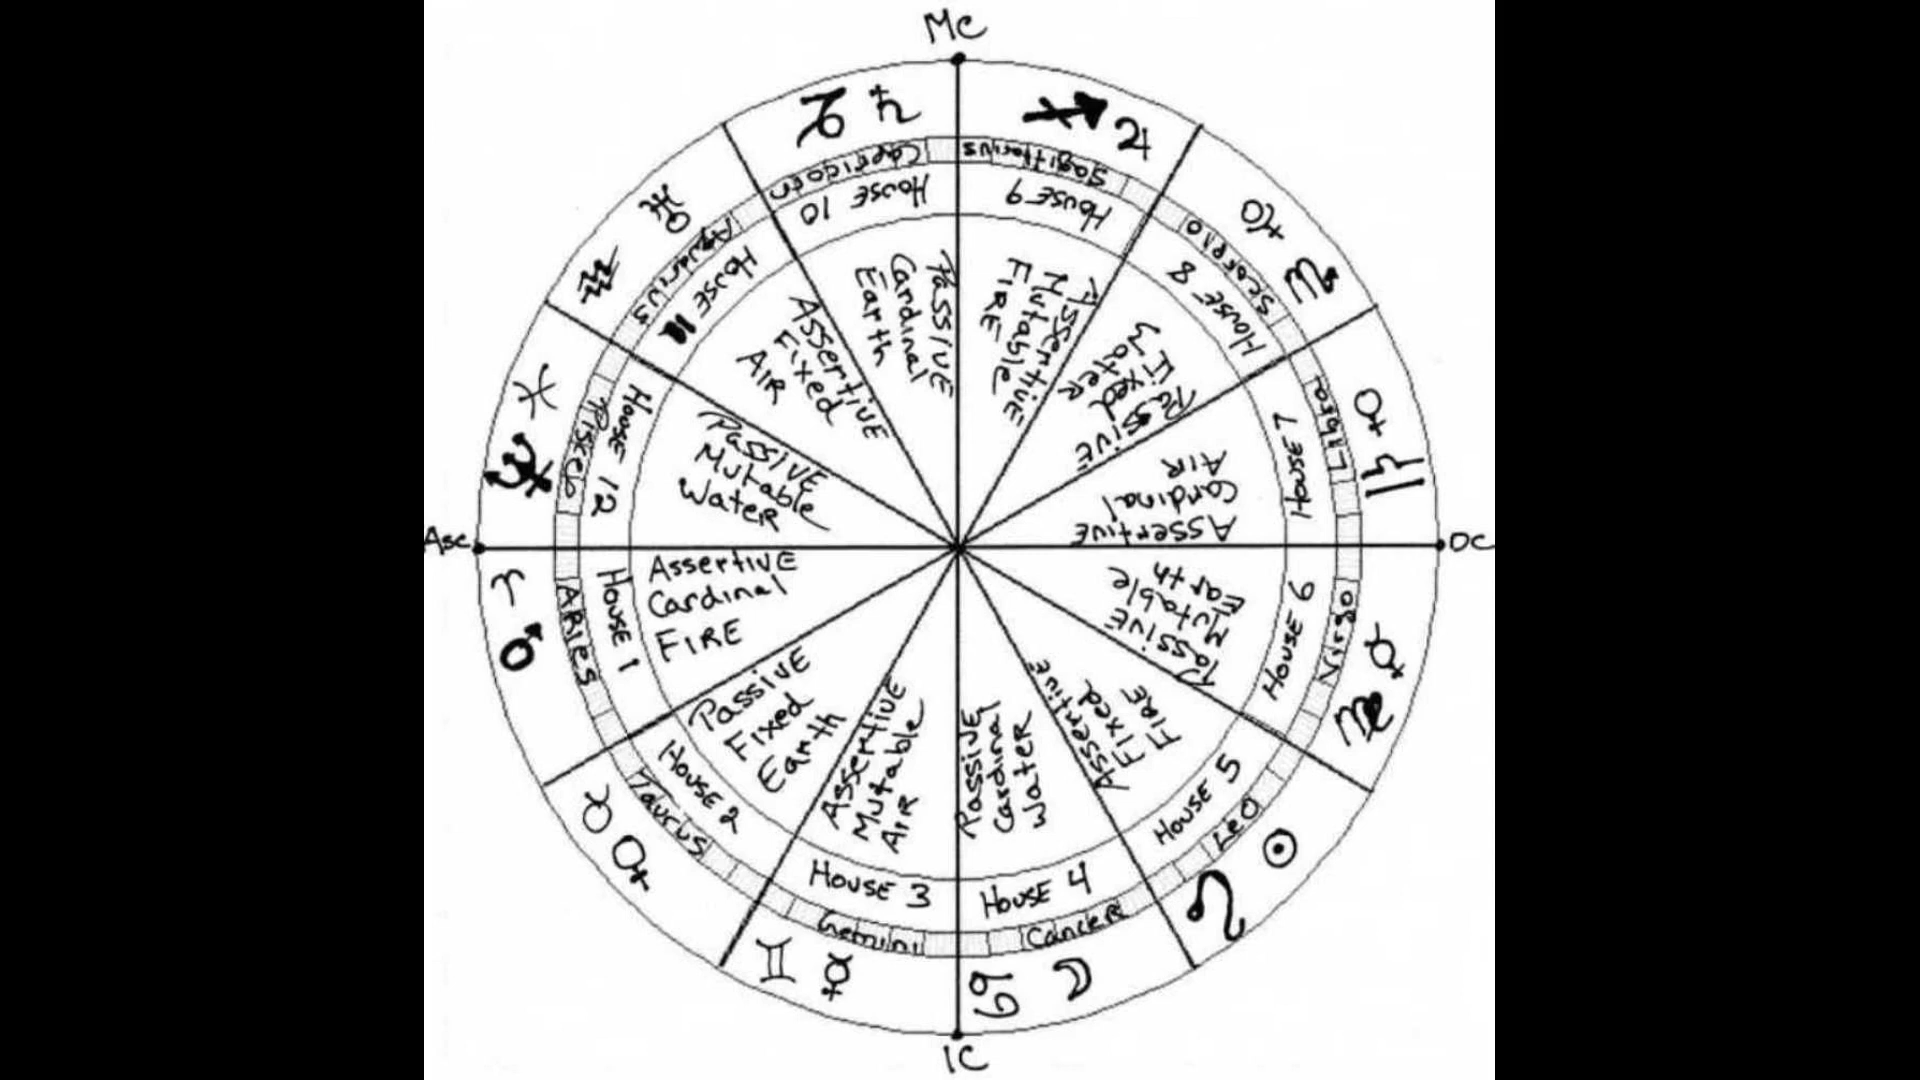 MC
Asc
DC
IC
ARIES
House 1
Assertive
Cardinal
FIRE
Taurus
House 2
Passive
Fixed
Earth
Gemini
House 3
Assertive
Mutable
AIR
Cancer
House 4
Passive
Cardinal
Water
Leo
House 5
Assertive
Fixed
FIRE
Virgo
House 6
Passive
Mutable
Earth
Libra
House 7
Assertive
Cardinal
AIR
Scorpio
House 8
Passive
Fixed
Water
Sagittarius
House 9
Assertive
Mutable
FIRE
Capricorn
House 10
Passive
Cardinal
Earth
Aquarius
House 11
Assertive
Fixed
AIR
Pisces
House 12
Passive
Mutable
Water
♈ ♂
♉ ♀
♊ ☿
♋ ☽
♌ ☉
♍ ☿
♎ ♀
♏
♐ ♃
♑ ♄
♒
♓ ♆